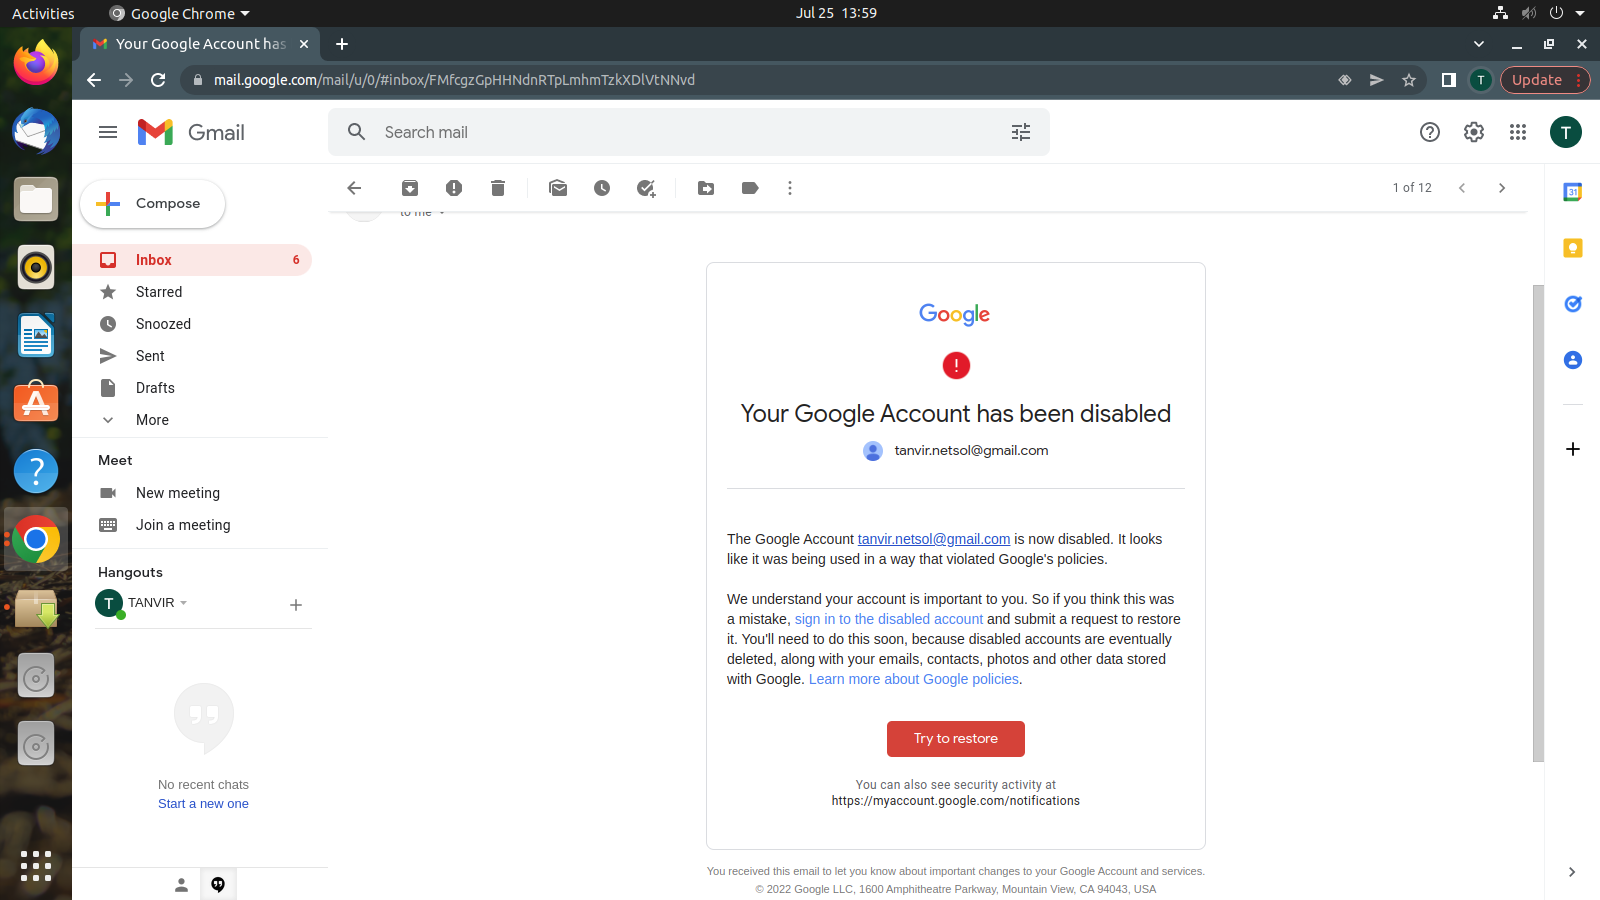 Activities
Google Chrome
Jul 25 13:59
Your Google Account has
mail.google.com/mail/u/0/#inbox/FMfcgzGpHHNdnRTpLmhmTzkXDlVtNNvd
T
Update
Gmail
Search mail
T
Compose
1 of 12
31
to me
Inbox 6
Starred
Snoozed
Sent
Drafts
More
Meet
New meeting
Join a meeting
Hangouts
T TANVIR
No recent chats
Start a new one
Google
Your Google Account has been disabled
tanvir.netsol@gmail.com
The Google Account tanvir.netsol@gmail.com is now disabled. It looks
like it was being used in a way that violated Google's policies.
We understand your account is important to you. So if you think this was
a mistake, sign in to the disabled account and submit a request to restore
it. You'll need to do this soon, because disabled accounts are eventually
deleted, along with your emails, contacts, photos and other data stored
with Google. Learn more about Google policies.
Try to restore
You can also see security activity at
https://myaccount.google.com/notifications
You received this email to let you know about important changes to your Google Account and services.
© 2022 Google LLC, 1600 Amphitheatre Parkway, Mountain View, CA 94043, USA